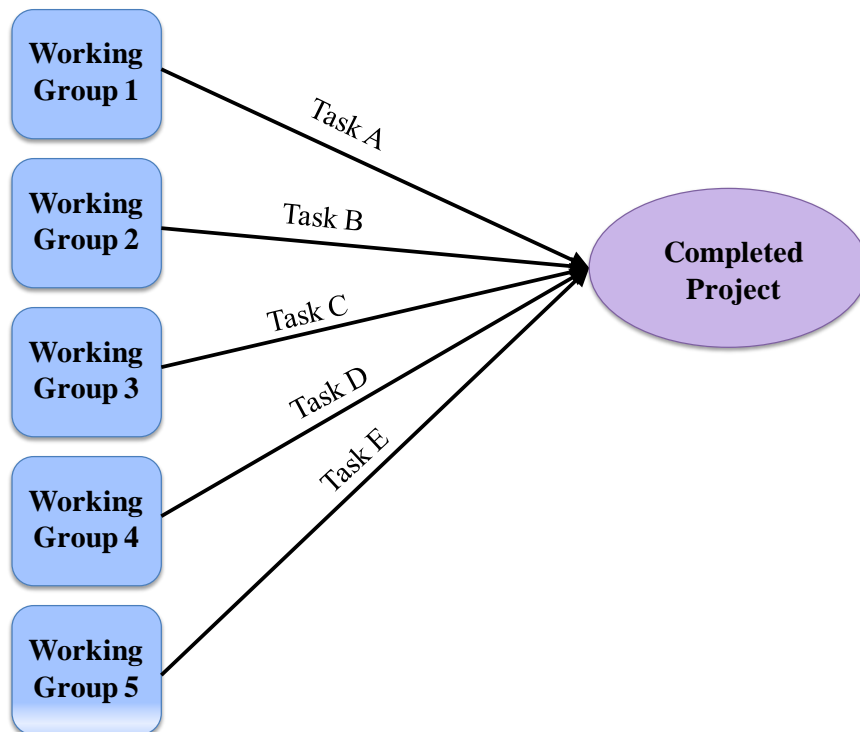 Working
Group 1
Task A
Working
Group 2
Task B
Completed
Project
Working
Group 3
Task C
Working
Group 4
Task D
Working
Group 5
Task E